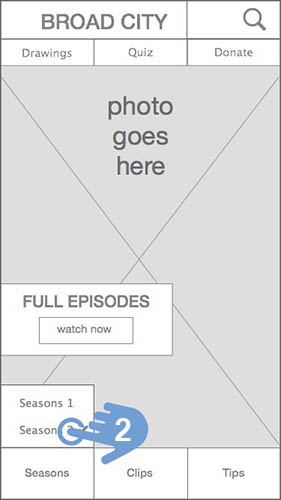 BROAD CITY
Drawings Quiz Donate
photo
goes
here
FULL EPISODES
watch now
Seasons 1
Season
2
Seasons Clips Tips